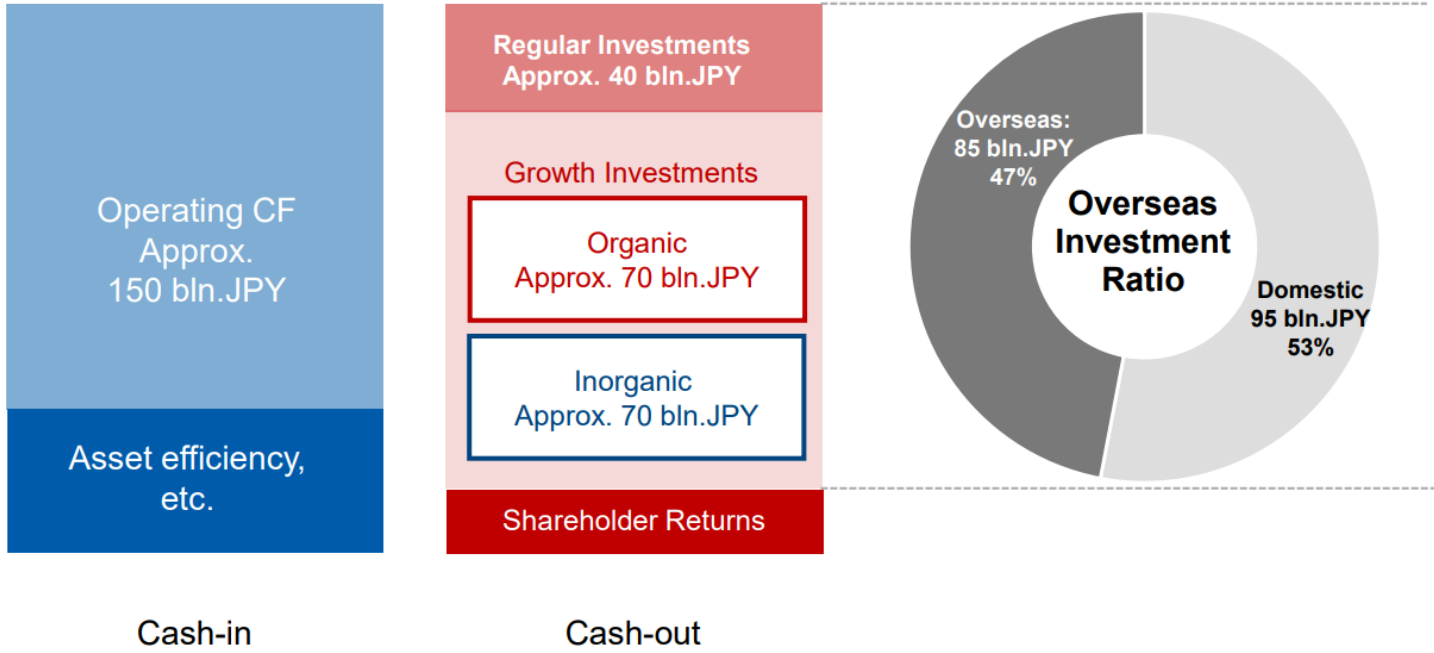 Operating CF
Approx.
150 bln.JPY
Asset efficiency,
etc.
Cash-in
Regular Investments
Approx. 40 bln.JPY
Growth Investments
Organic
Approx. 70 bln.JPY
Inorganic
Approx. 70 bln.JPY
Shareholder Returns
Cash-out
Overseas:
85 bln.JPY
47%
Overseas
Investment
Ratio
Domestic
95 bln.JPY
53%